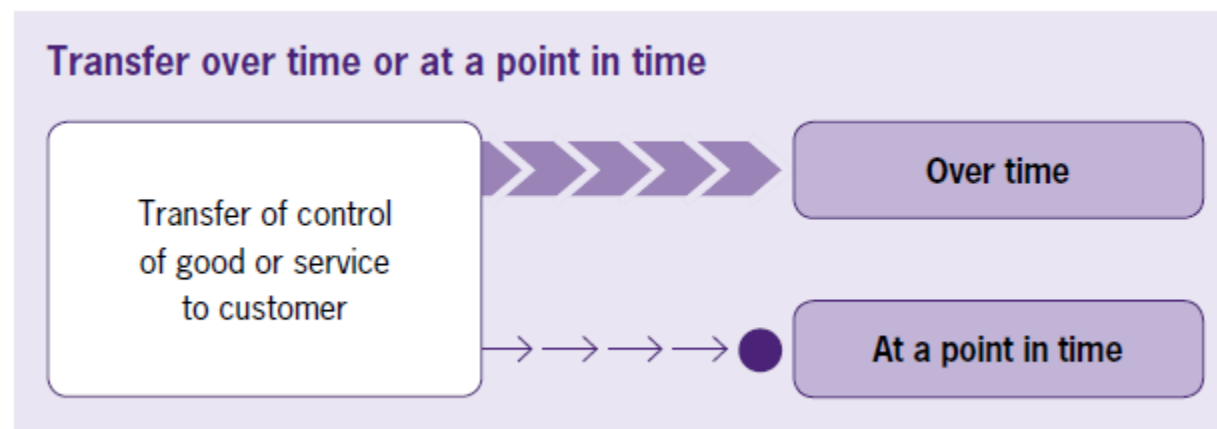 Transfer over time or at a point in time
Transfer of control
of good or service
to customer
Over time
At a point in time